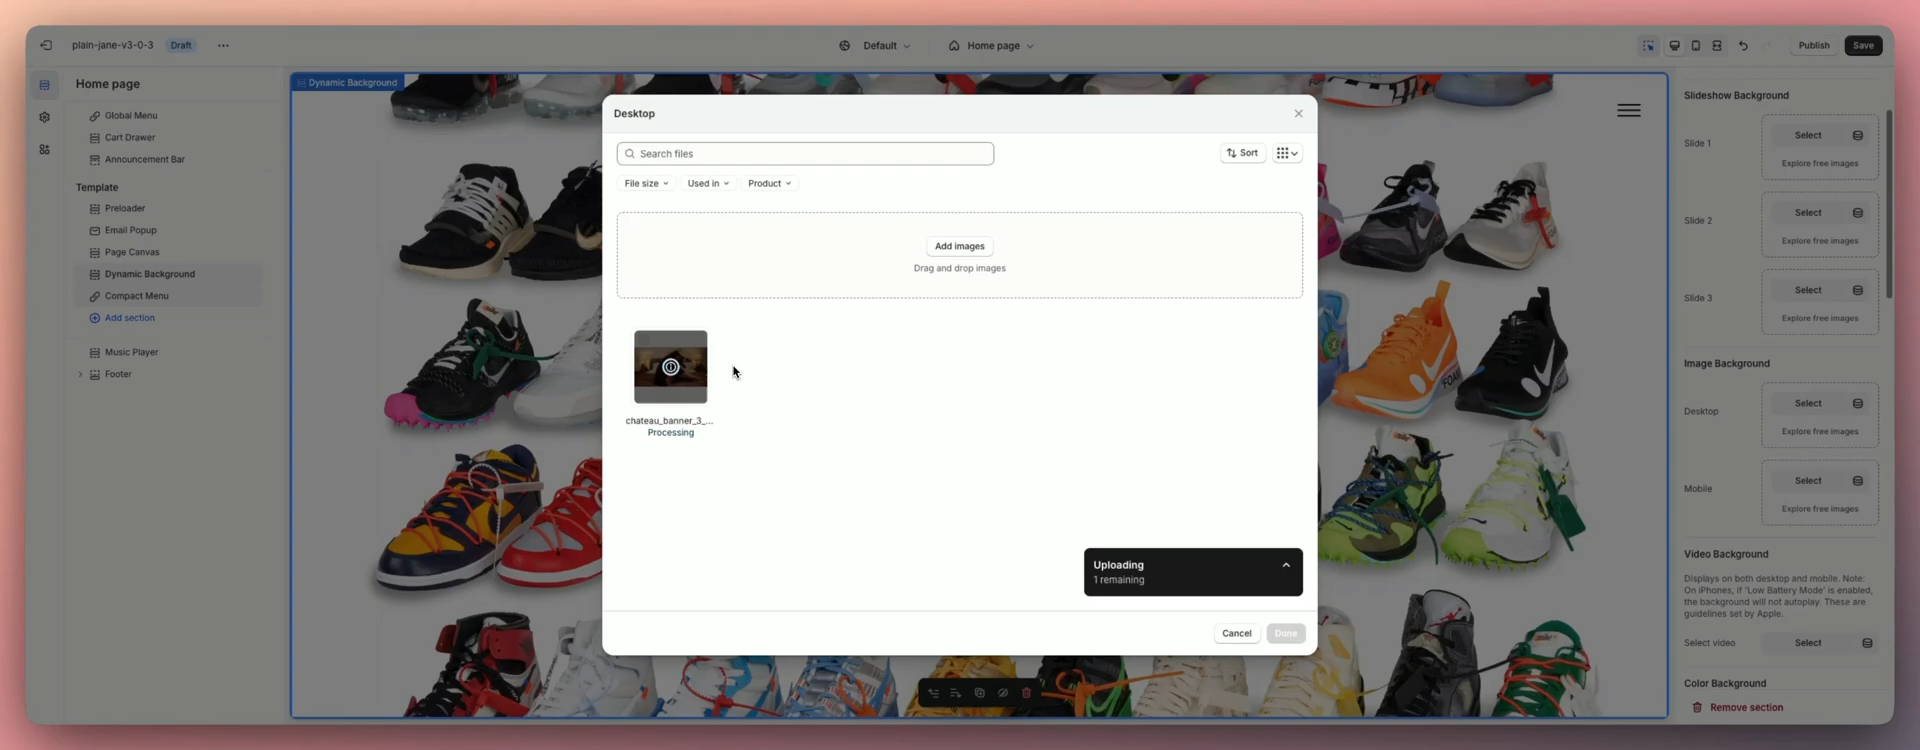 plain-jane-v3-0-3
Draft
Default
Home page
Publish
Save
Home page
Global Menu
Cart Drawer
Announcement Bar
Template
Preloader
Email Popup
Page Canvas
Dynamic Background
Compact Menu
Add section
Music Player
Footer
Dynamic Background
Desktop
Search files
Sort
File size
Used in
Product
Add images
Drag and drop images
chateau_banner_3_...
Processing
Uploading
1 remaining
Cancel
Done
Slideshow Background
Slide 1
Select
Explore free images
Slide 2
Select
Explore free images
Slide 3
Select
Explore free images
Image Background
Desktop
Select
Explore free images
Mobile
Select
Explore free images
Video Background
Displays on both desktop and mobile. Note:
On iPhones, if 'Low Battery Mode' is enabled,
the background will not autoplay. These are
guidelines set by Apple.
Select video
Select
Color Background
Remove section